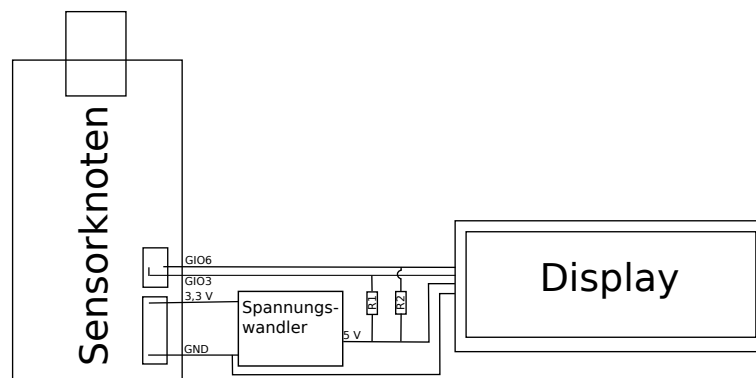 Sensorknoten
GIO6
GIO3
3,3 V
GND
Spannungs-
wandler
5 V
R1
R2
Display